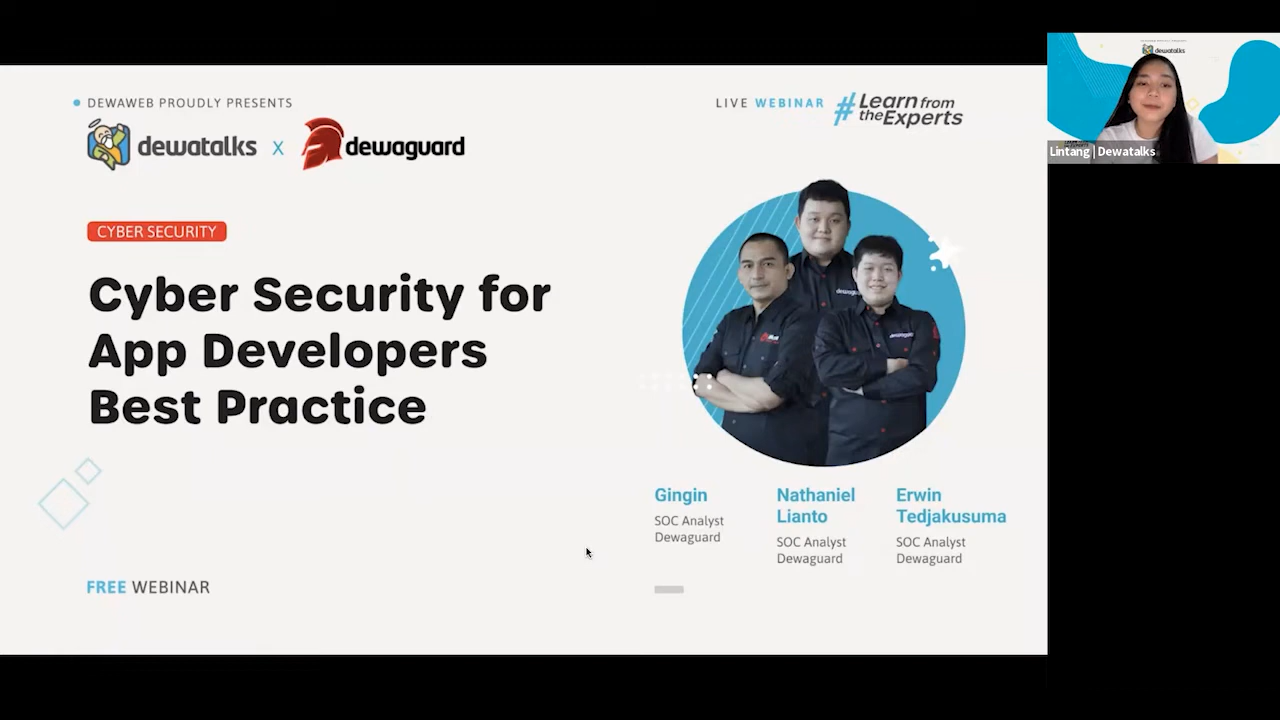 DEWAWEB PROUDLY PRESENTS
dewatalks X dewaguard
LIVE WEBINAR #Learn from
the Experts
CYBER SECURITY
Cyber Security for
App Developers
Best Practice
FREE WEBINAR
Gingin
SOC Analyst
Dewaguard
Nathaniel
Lianto
SOC Analyst
Dewaguard
Erwin
Tedjakusuma
SOC Analyst
Dewaguard
dewatalks
Lintang | Dewatalks